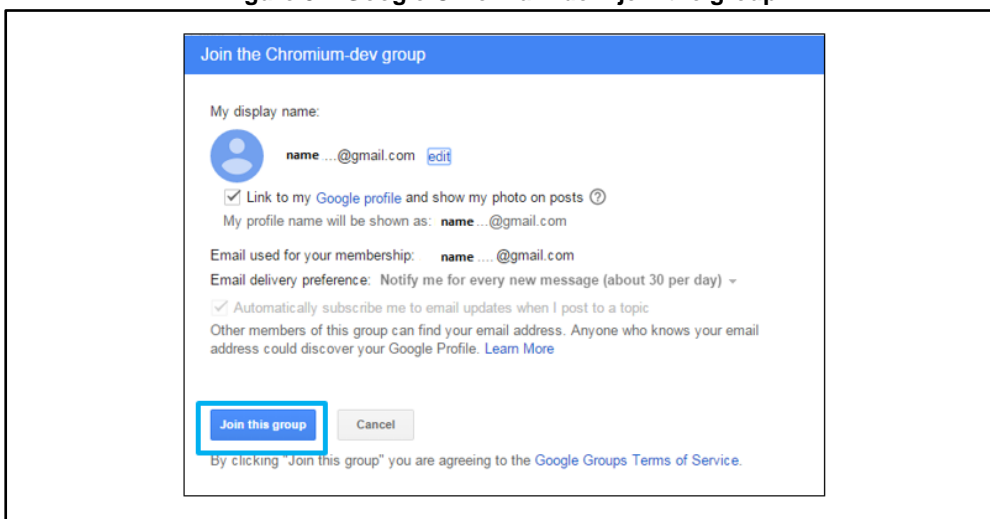 Join the Chromium-dev group
My display name:
name ....@gmail.com edit
Link to my Google profile and show my photo on posts ?
My profile name will be shown as: name ...@gmail.com
Email used for your membership: name .... @gmail.com
Email delivery preference: Notify me for every new message (about 30 per day)
Automatically subscribe me to email updates when I post to a topic
Other members of this group can find your email address. Anyone who knows your email
address could discover your Google Profile. Learn More
Join this group Cancel
By clicking "Join this group" you are agreeing to the Google Groups Terms of Service.